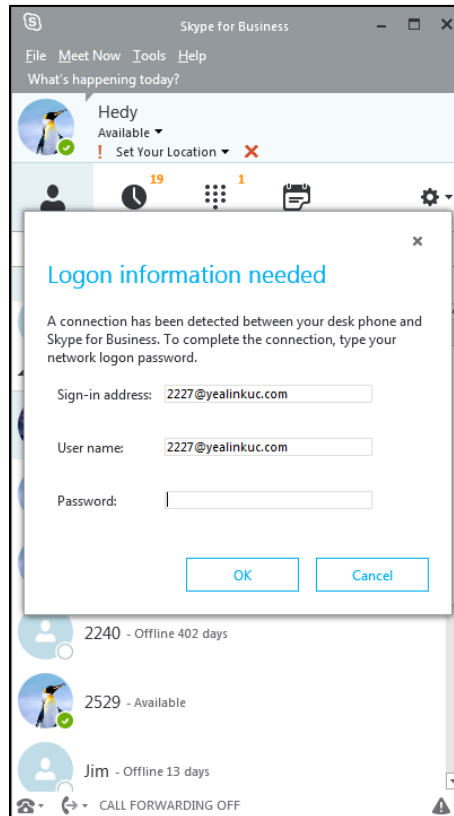 Skype for Business
File Meet Now Tools Help
What's happening today?
Hedy
Available
! Set Your Location
19
1
Logon information needed
A connection has been detected between your desk phone and
Skype for Business. To complete the connection, type your
network logon password.
Sign-in address: 2227@yealinkuc.com
User name: 2227@yealinkuc.com
Password:
OK Cancel
2240 - Offline 402 days
2529 - Available
Jim - Offline 13 days
CALL FORWARDING OFF